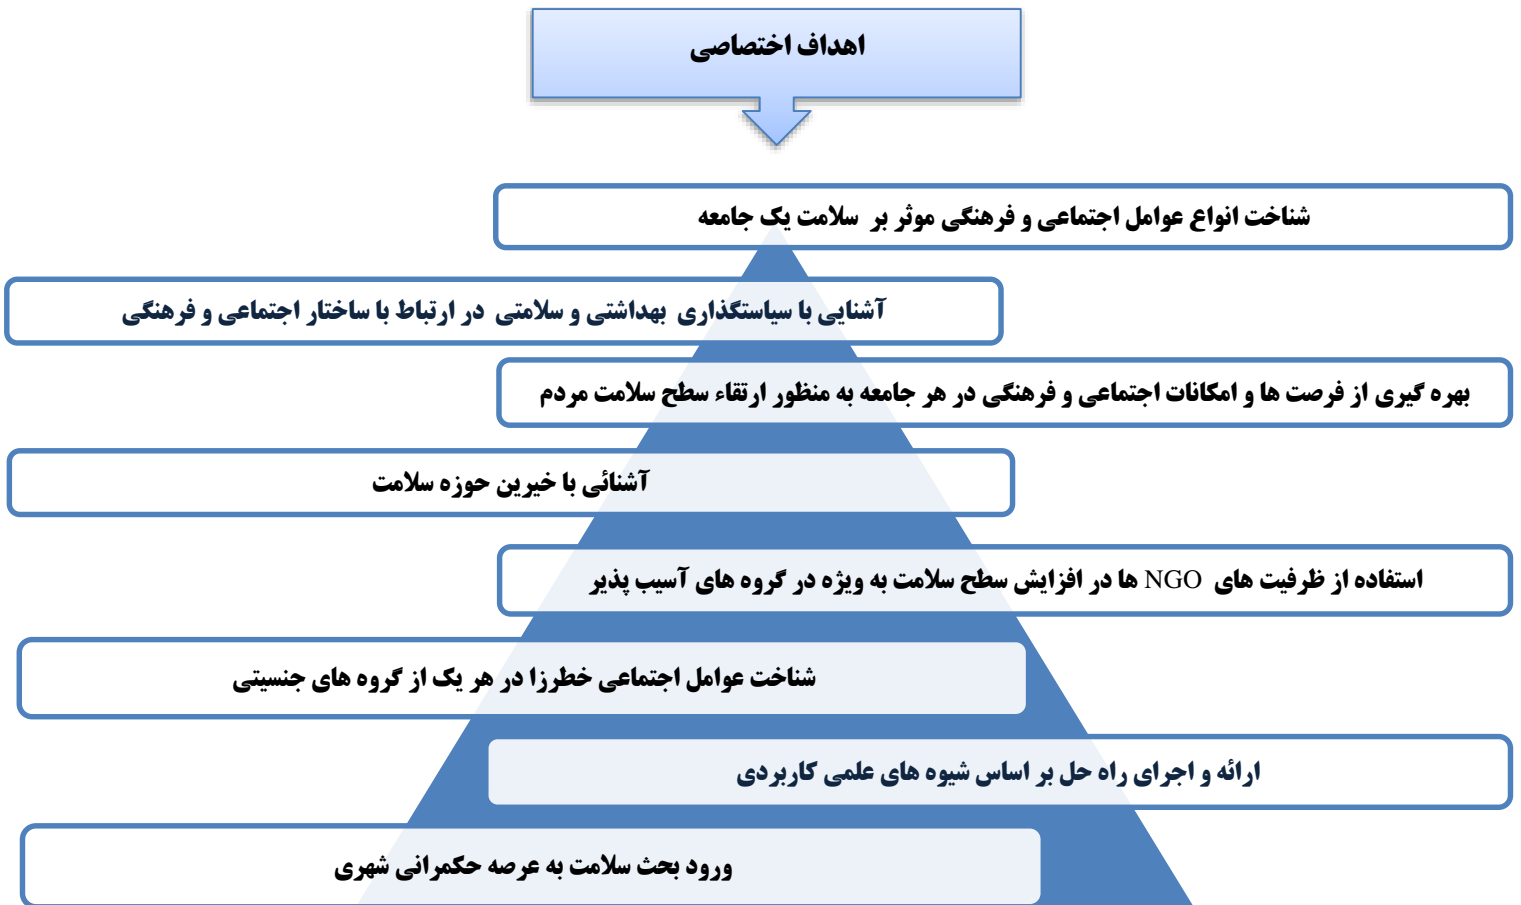 اهداف اختصاصی
شناخت انواع عوامل اجتماعی و فرهنگی موثر بر سلامت یک جامعه
آشنایی با سیاستگذاری بهداشتی و سلامتی در ارتباط با ساختار اجتماعی و فرهنگی
بهره گیری از فرصت ها و امکانات اجتماعی و فرهنگی در هر جامعه به منظور ارتقاء سطح سلامت مردم
آشنائی با خیرین حوزه سلامت
استفاده از ظرفیت های NGO ها در افزایش سطح سلامت به ویژه در گروه های آسیب پذیر
شناخت عوامل اجتماعی خطرزا در هر یک از گروه های جنسیتی
ارائه و اجرای راه حل بر اساس شیوه های علمی کاربردی
ورود بحث سلامت به عرصه حکمرانی شهری